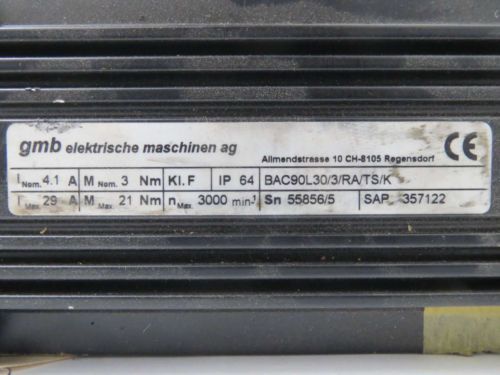 gmb elektrische maschinen ag
Allmendstrasse 10 CH-8105 Regensdorf CE
I Nom. 4.1 A M Nom. 3 Nm Kl. F IP 64 BAC90L30/3/RA/TS/K
I Max. 29 A M Max. 21 Nm n Max. 3000 min-1 Sn 55856/5 SAP. 357122